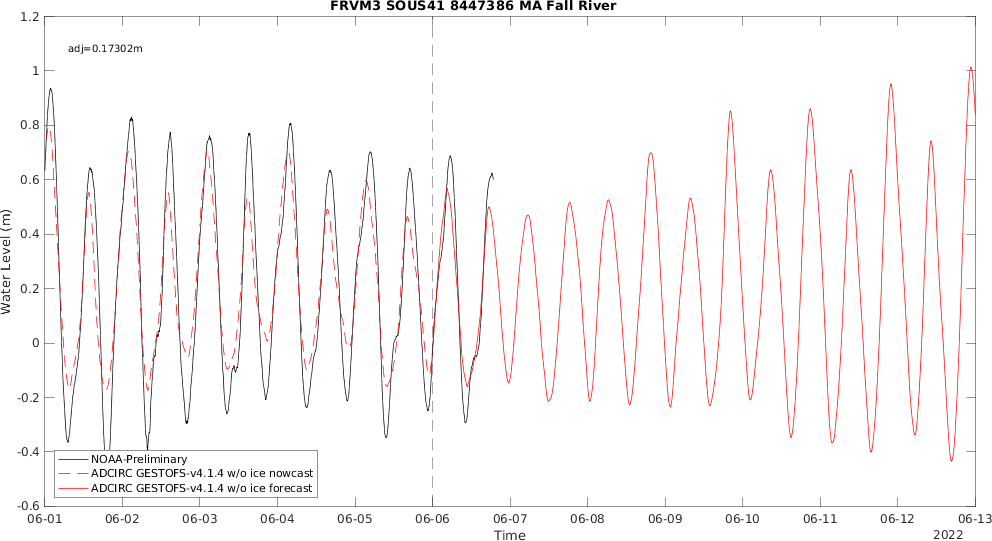 FRVM3 SOUS41 8447386 MA Fall River
1.2
adj=0.17302m
1
0.8
0.6
0.4
0.2
0
-0.2
-0.4
-0.6
Water Level (m)
NOAA-Preliminary
ADCIRC GESTOFS-v4.1.4 w/o ice nowcast
ADCIRC GESTOFS-v4.1.4 w/o ice forecast
06-01 06-02 06-03 06-04 06-05 06-06 06-07 06-08 06-09 06-10 06-11 06-12 06-13
Time
2022